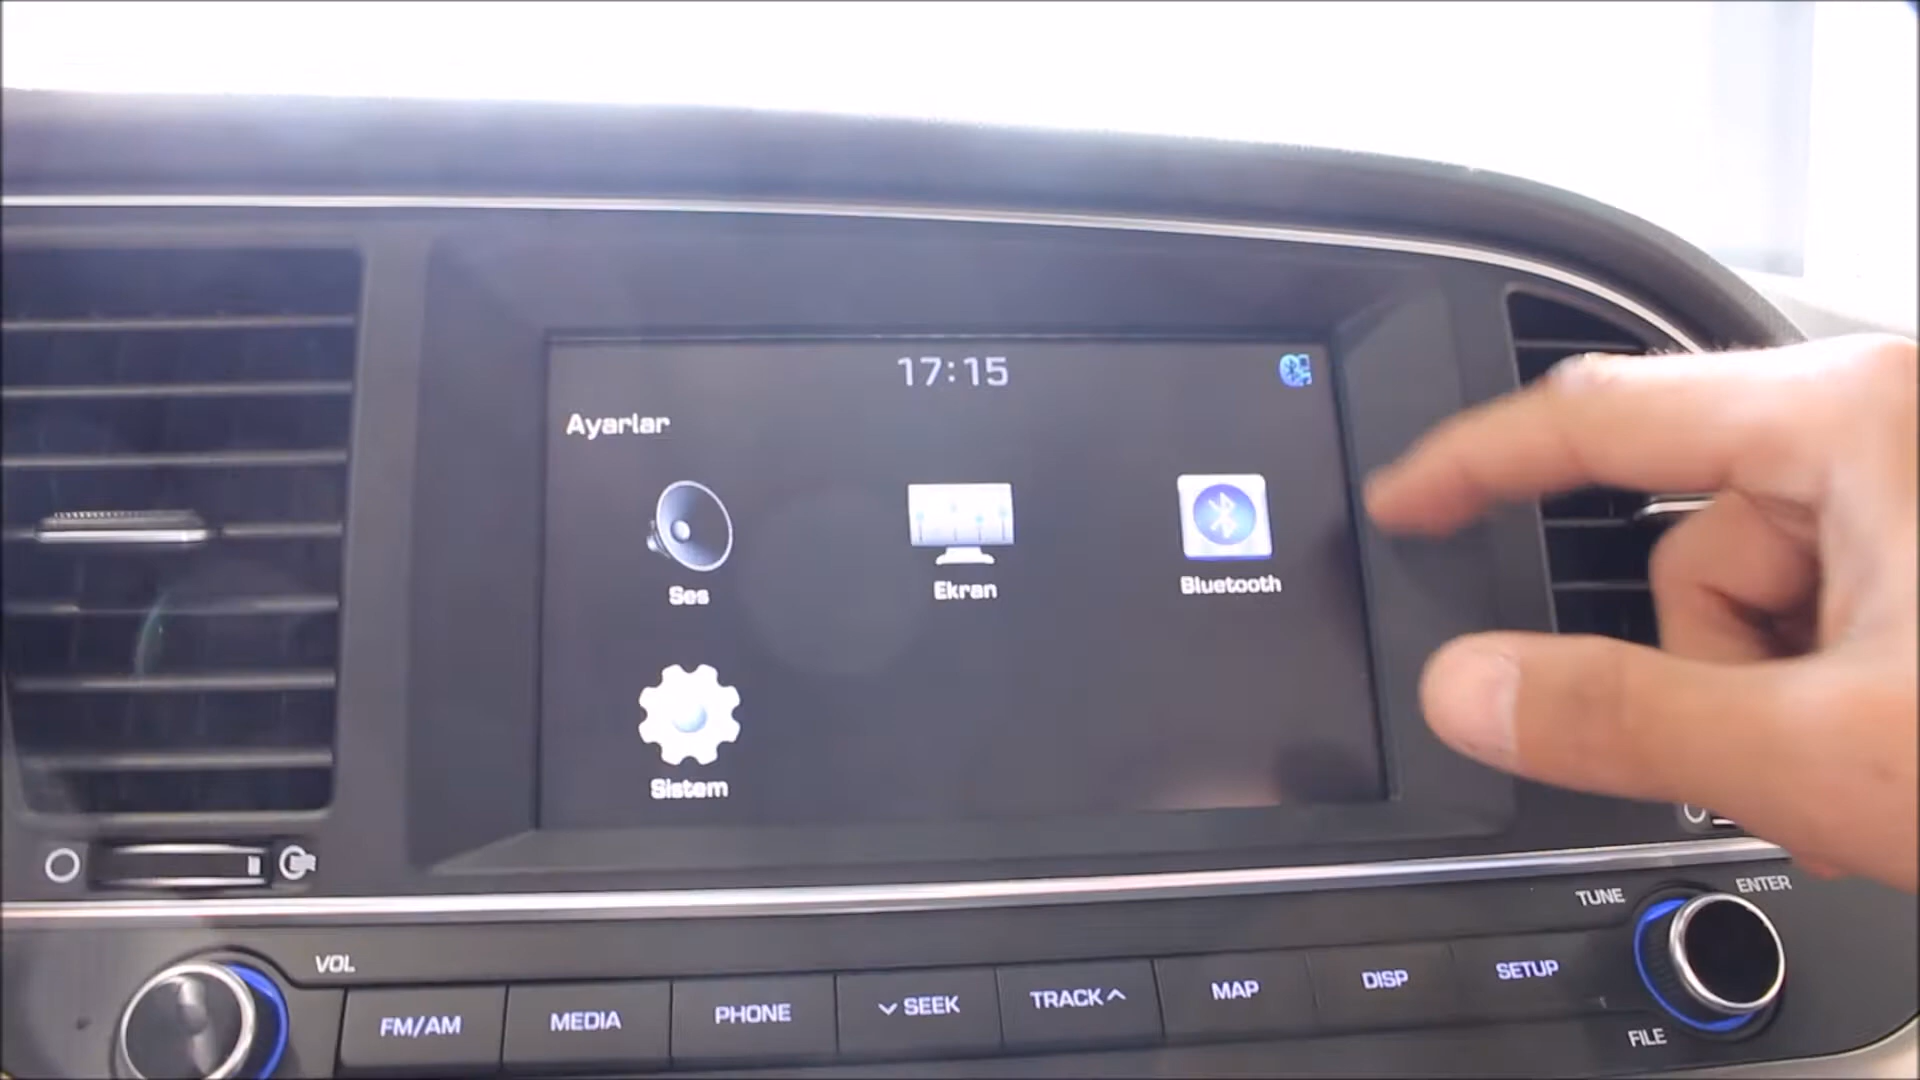 17:15
Ayarlar
Ses
Ekran
Bluetooth
Sistem
TUNE
ENTER
VOL
FM/AM
MEDIA
PHONE
SEEK
TRACK
MAP
DISP
SETUP
FILE